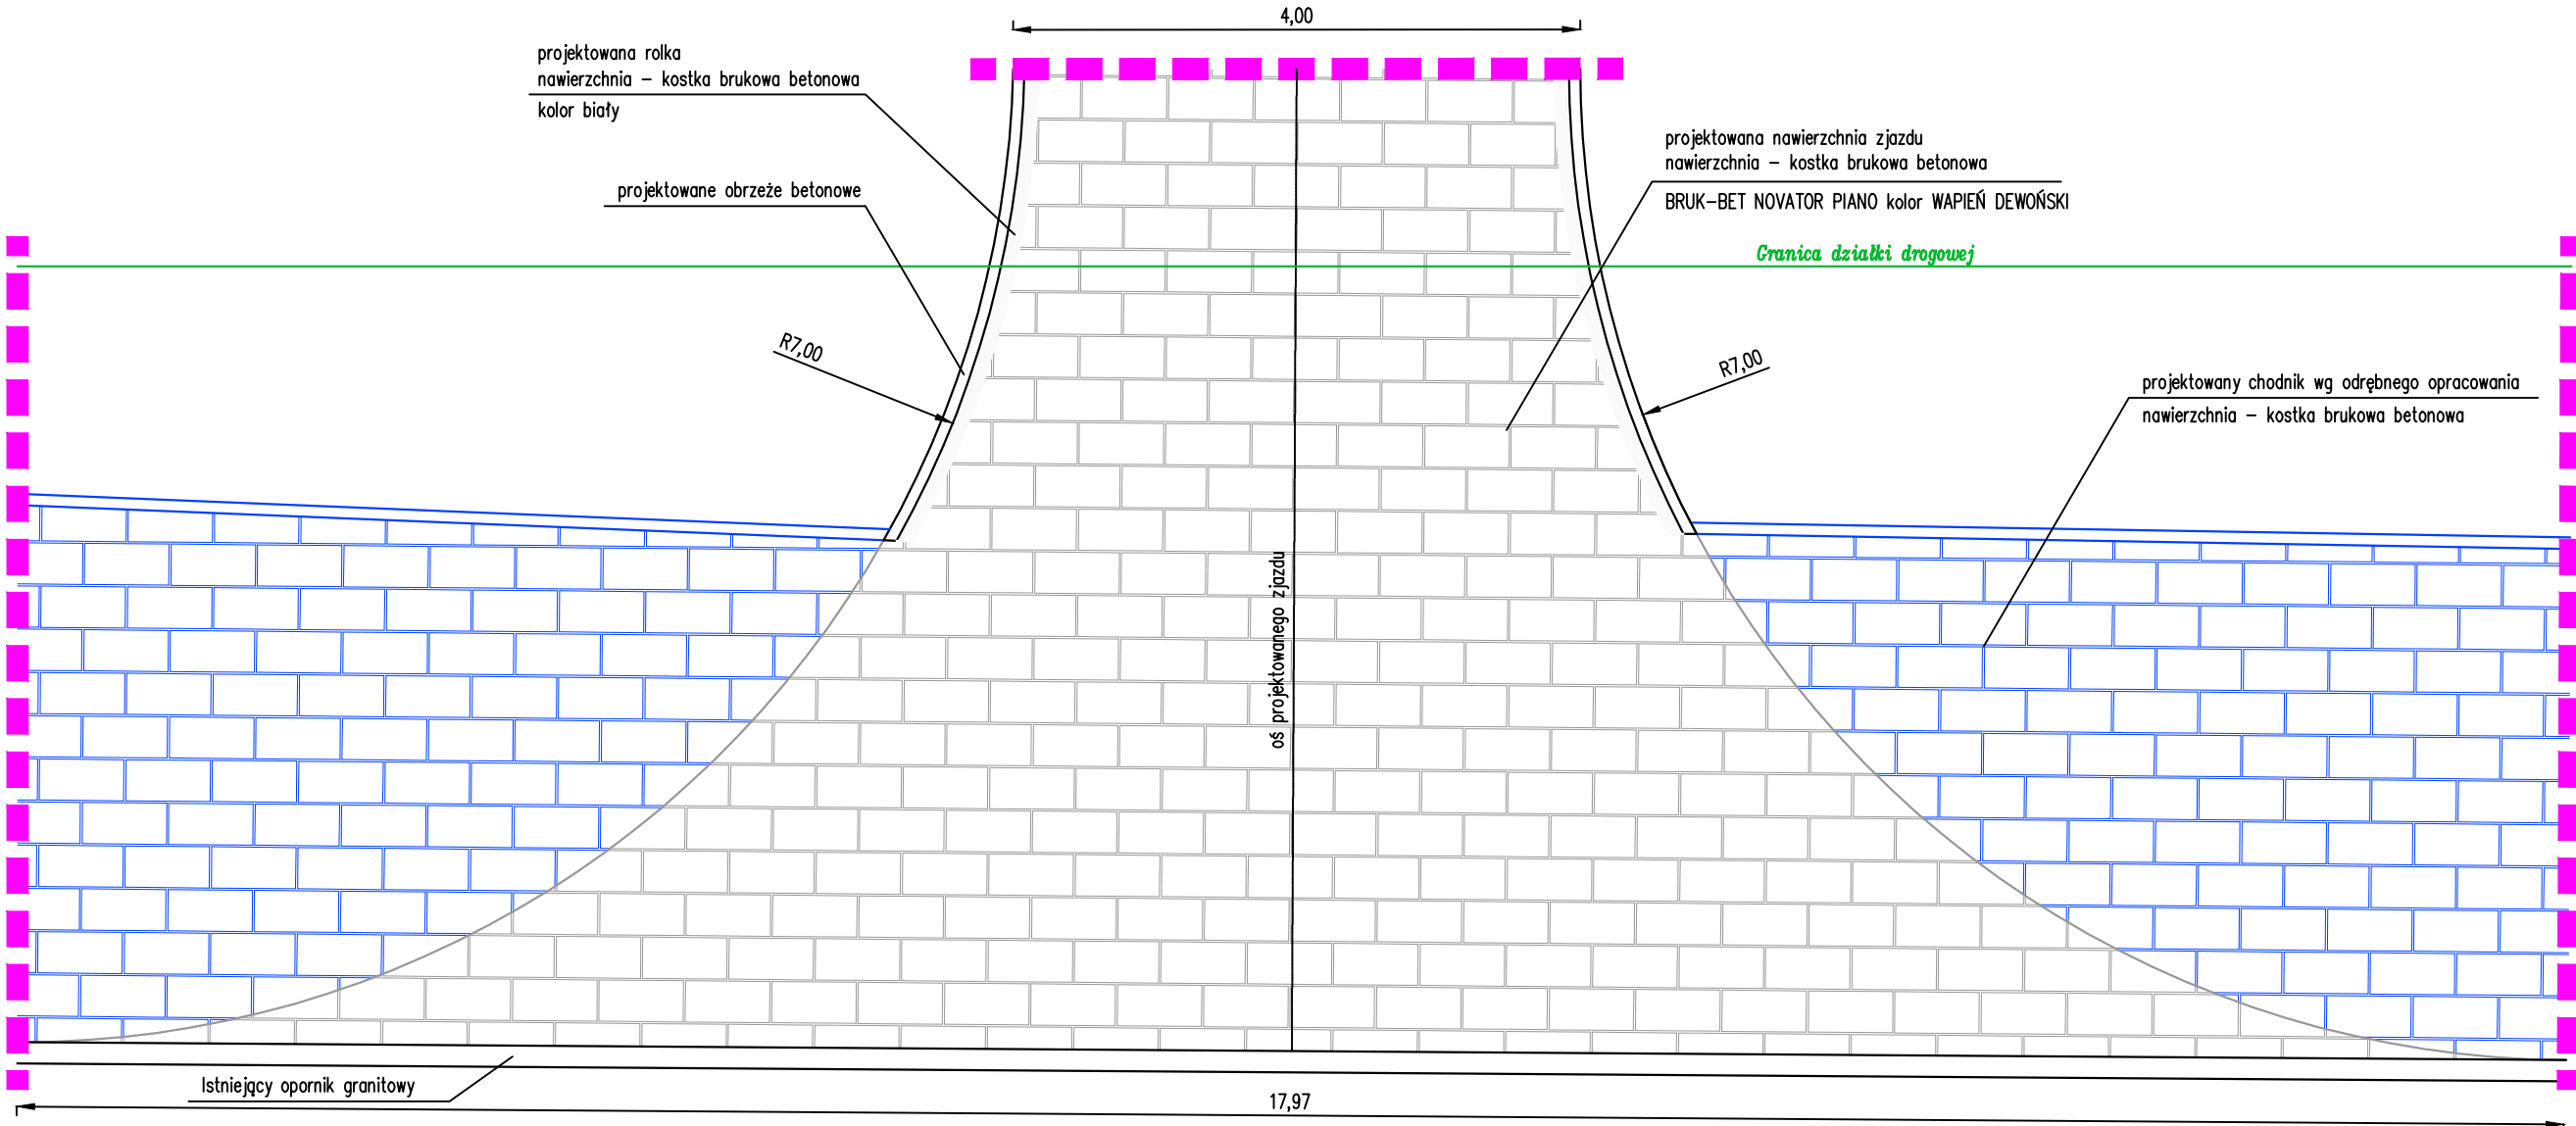 4,00
projektowana rolka
nawierzchnia – kostka brukowa betonowa
kolor biały
projektowana nawierzchnia zjazdu
nawierzchnia – kostka brukowa betonowa
BRUK–BET NOVATOR PIANO kolor WAPIEŃ DEWOŃSKI
projektowane obrzeże betonowe
Granica działki drogowej
R7,00
R7,00
projektowany chodnik wg odrębnego opracowania
nawierzchnia – kostka brukowa betonowa
oś projektowanego zjazdu
Istniejący opornik granitowy
17,97